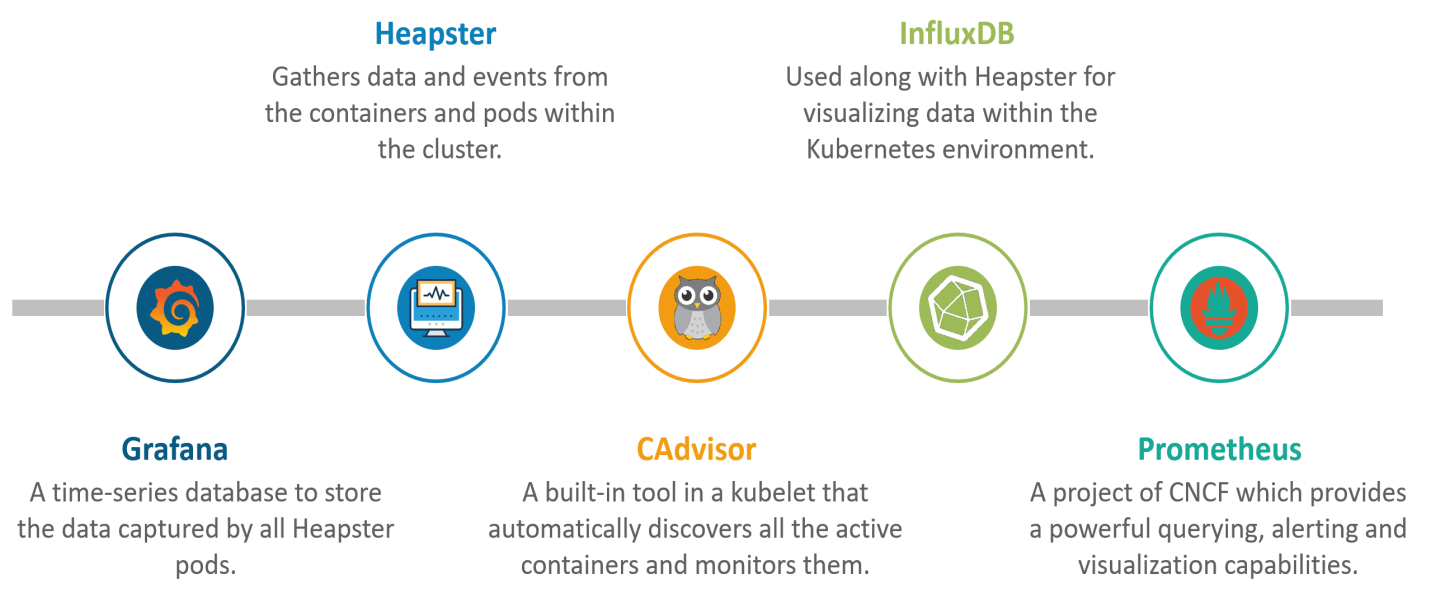 Heapster
Gathers data and events from
the containers and pods within
the cluster.
InfluxDB
Used along with Heapster for
visualizing data within the
Kubernetes environment.
Grafana
A time-series database to store
the data captured by all Heapster
pods.
CAdvisor
A built-in tool in a kubelet that
automatically discovers all the active
containers and monitors them.
Prometheus
A project of CNCF which provides
a powerful querying, alerting and
visualization capabilities.